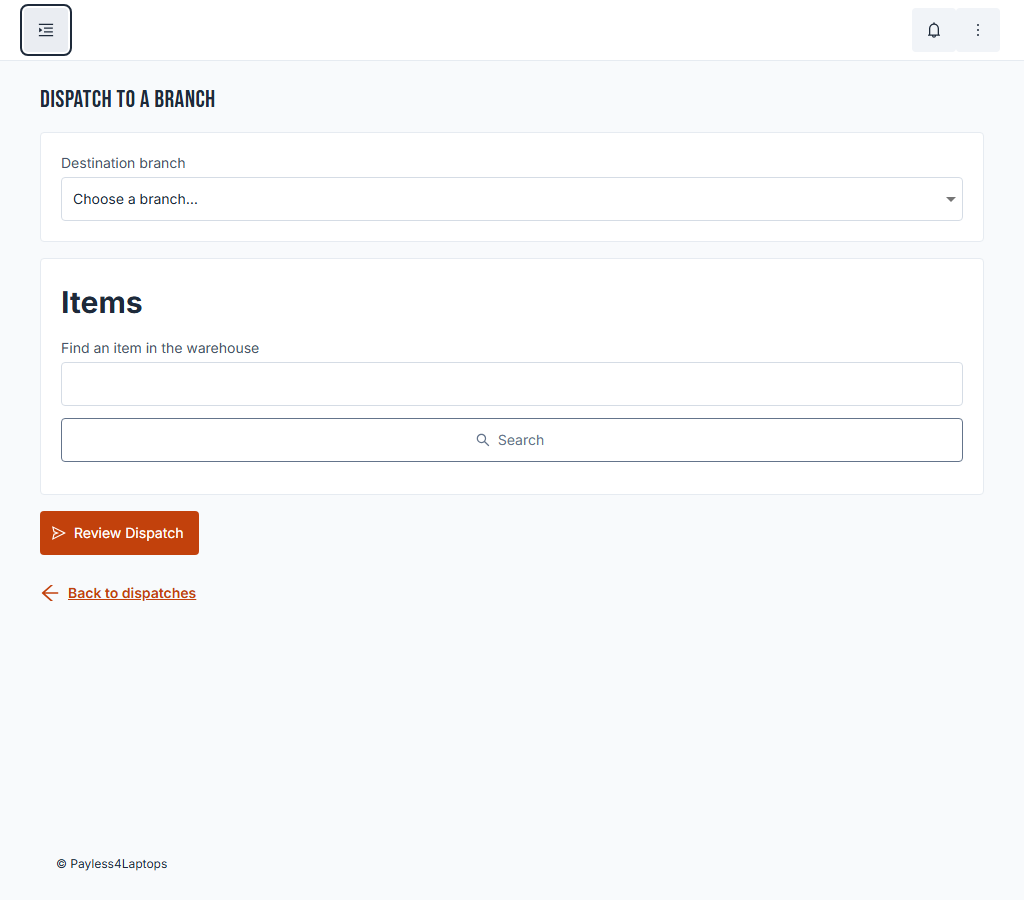 DISPATCH TO A BRANCH
Destination branch
Choose a branch...
Items
Find an item in the warehouse
Search
Review Dispatch
Back to dispatches
© Payless4Laptops